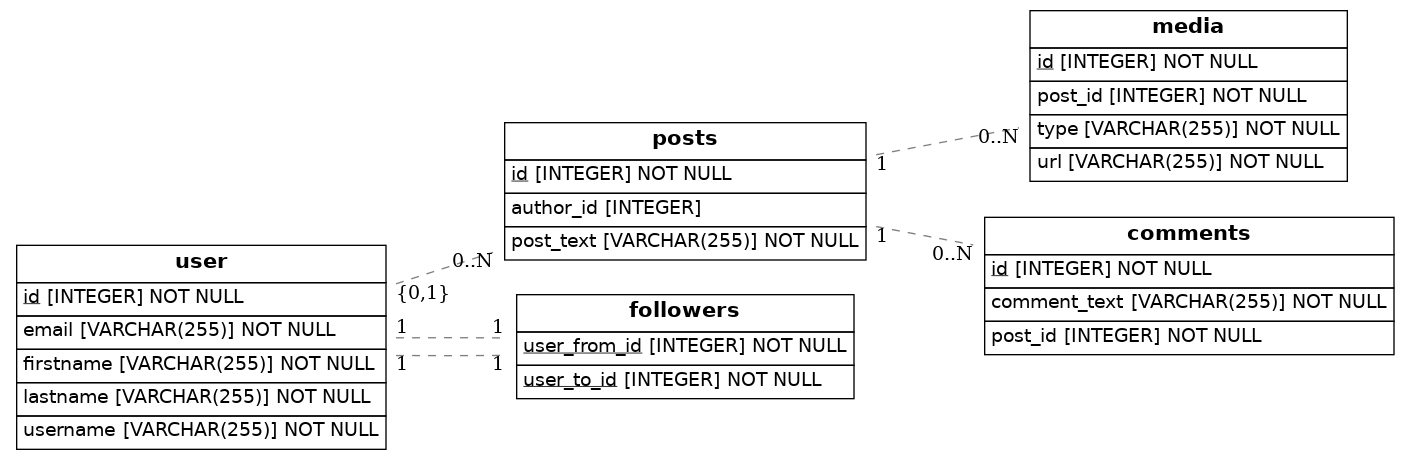 media
id [INTEGER] NOT NULL
post_id [INTEGER] NOT NULL
type [VARCHAR(255)] NOT NULL
url [VARCHAR(255)] NOT NULL
posts
id [INTEGER] NOT NULL
author_id [INTEGER]
post_text [VARCHAR(255)] NOT NULL
0..N
1
1
0..N
comments
id [INTEGER] NOT NULL
comment_text [VARCHAR(255)] NOT NULL
post_id [INTEGER] NOT NULL
user
id [INTEGER] NOT NULL
email [VARCHAR(255)] NOT NULL
firstname [VARCHAR(255)] NOT NULL
lastname [VARCHAR(255)] NOT NULL
username [VARCHAR(255)] NOT NULL
0..N
{0,1}
1
1
1
1
followers
user_from_id [INTEGER] NOT NULL
user_to_id [INTEGER] NOT NULL